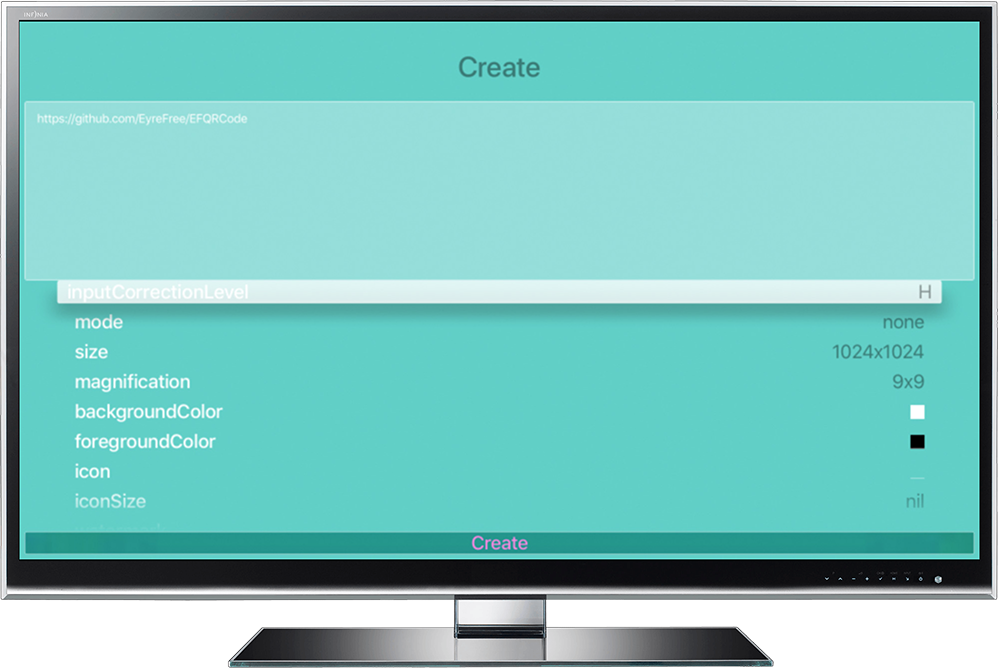 INFINIA
Create
https://github.com/EyreFree/EFQRCode
inputCorrectionLevel H
mode none
size 1024x1024
magnification 9x9
backgroundColor
foregroundColor
icon
iconSize nil
Create